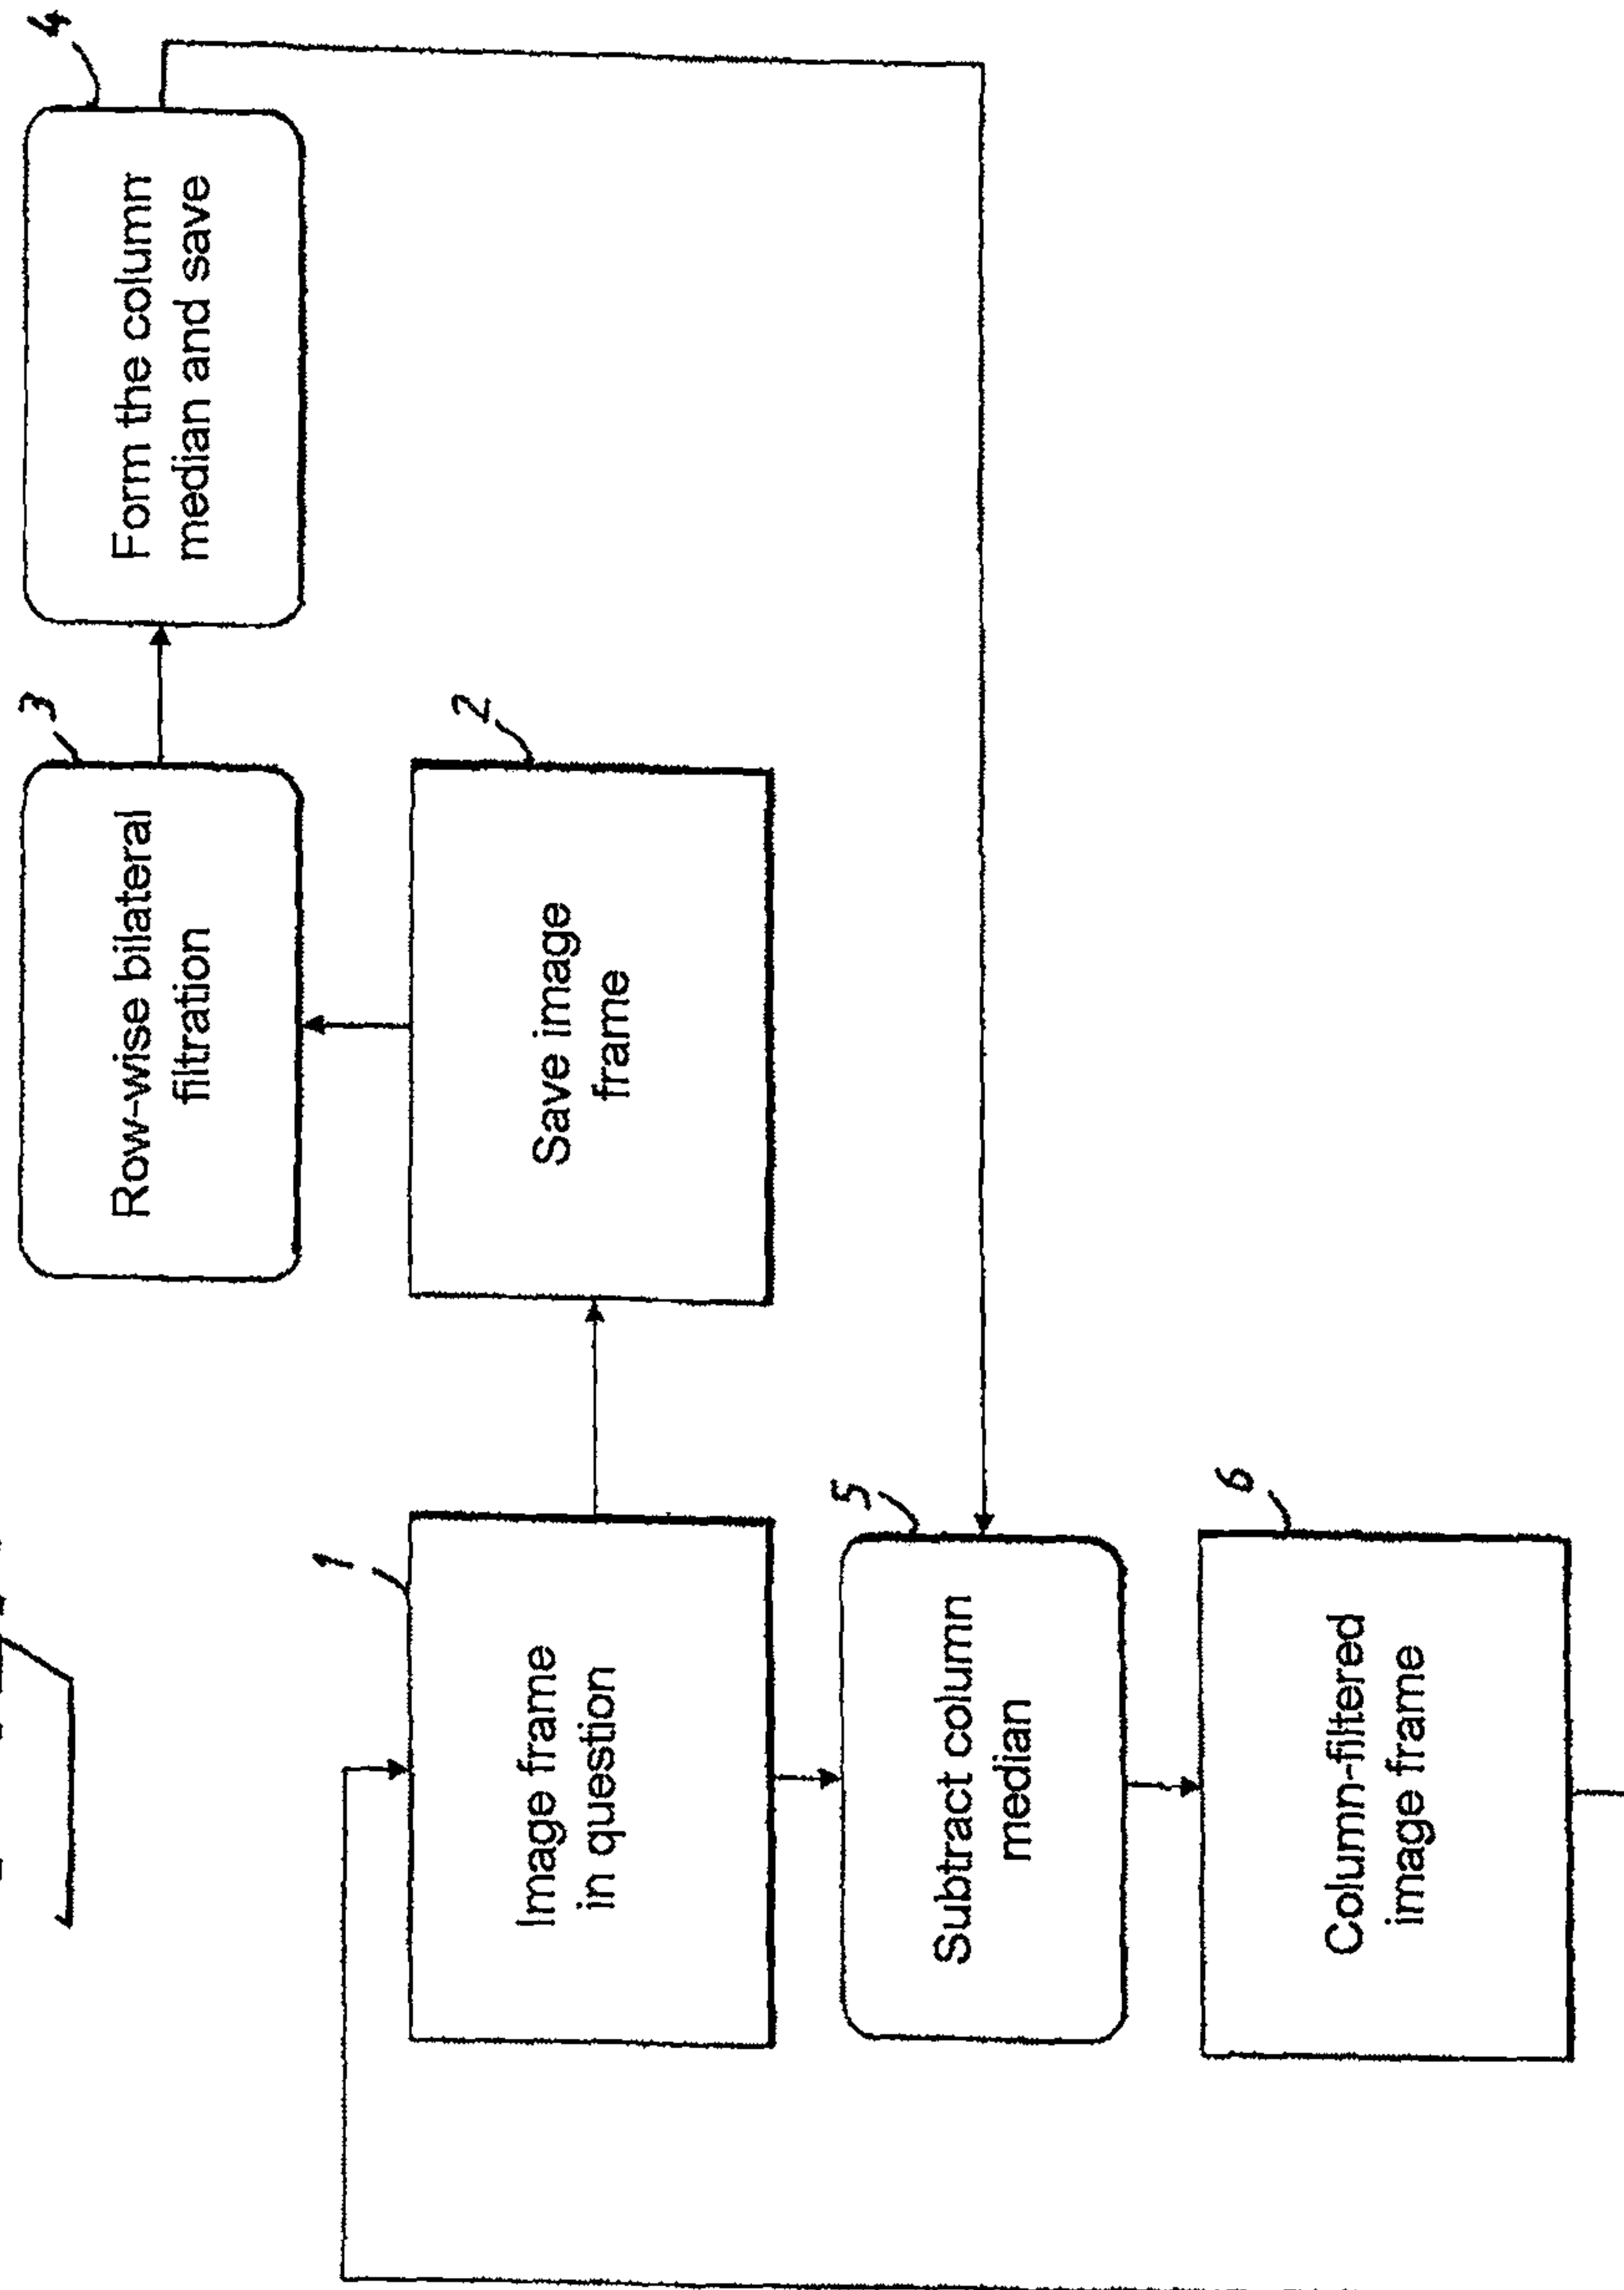 3
4
Row-wise bilateral
filtration
Form the column
median and save
1
2
Image frame
in question
Save image
frame
5
Subtract column
median
6
Column-filtered
image frame